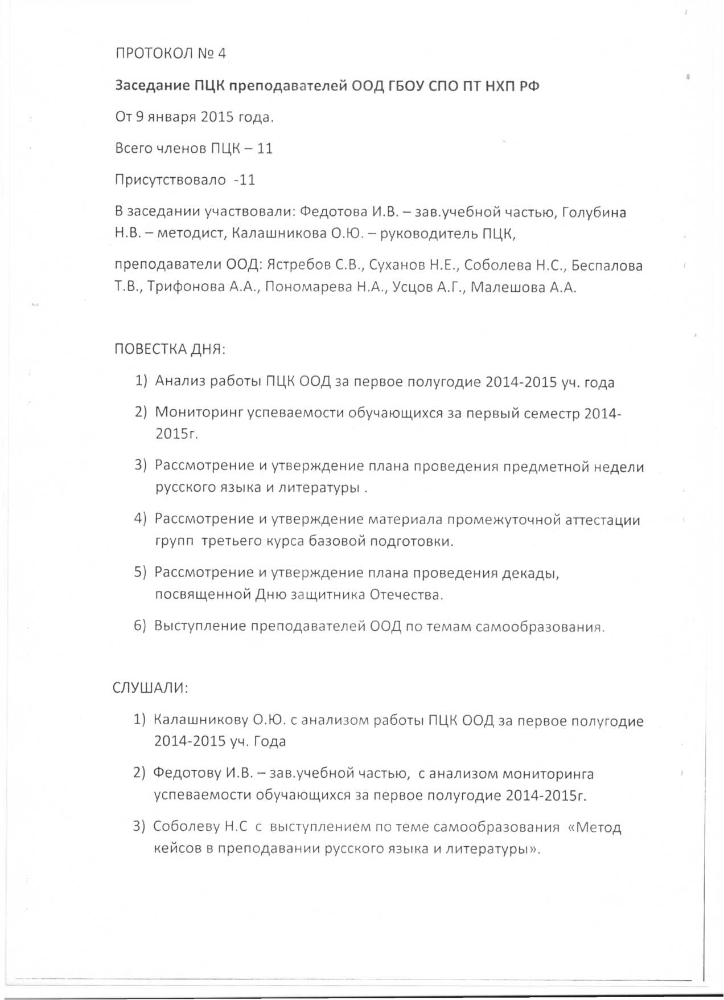 ПРОТОКОЛ № 4
Заседание ПЦК преподавателей ООД ГБОУ СПО ПТ НХП РФ
От 9 января 2015 года.
Всего членов ПЦК – 11
Присутствовало -11
В заседании участвовали: Федотова И.В. – зав.учебной частью, Голубина
Н.В. – методист, Калашникова О.Ю. – руководитель ПЦК,
преподаватели ООД: Ястребов С.В., Суханов Н.Е., Соболева Н.С., Беспалова
Т.В., Трифонова А.А., Пономарева Н.А., Усцов А.Г., Малешова А.А.
ПОВЕСТКА ДНЯ:
1) Анализ работы ПЦК ООД за первое полугодие 2014-2015 уч. года
2) Мониторинг успеваемости обучающихся за первый семестр 2014-
2015г.
3) Рассмотрение и утверждение плана проведения предметной недели
русского языка и литературы .
4) Рассмотрение и утверждение материала промежуточной аттестации
групп третьего курса базовой подготовки.
5) Рассмотрение и утверждение плана проведения декады,
посвященной Дню защитника Отечества.
6) Выступление преподавателей ООД по темам самообразования.
СЛУШАЛИ:
1) Калашникову О.Ю. с анализом работы ПЦК ООД за первое полугодие
2014-2015 уч. Года
2) Федотову И.В. – зав.учебной частью, с анализом мониторинга
успеваемости обучающихся за первое полугодие 2014-2015г.
3) Соболеву Н.С с выступлением по теме самообразования «Метод
кейсов в преподавании русского языка и литературы».